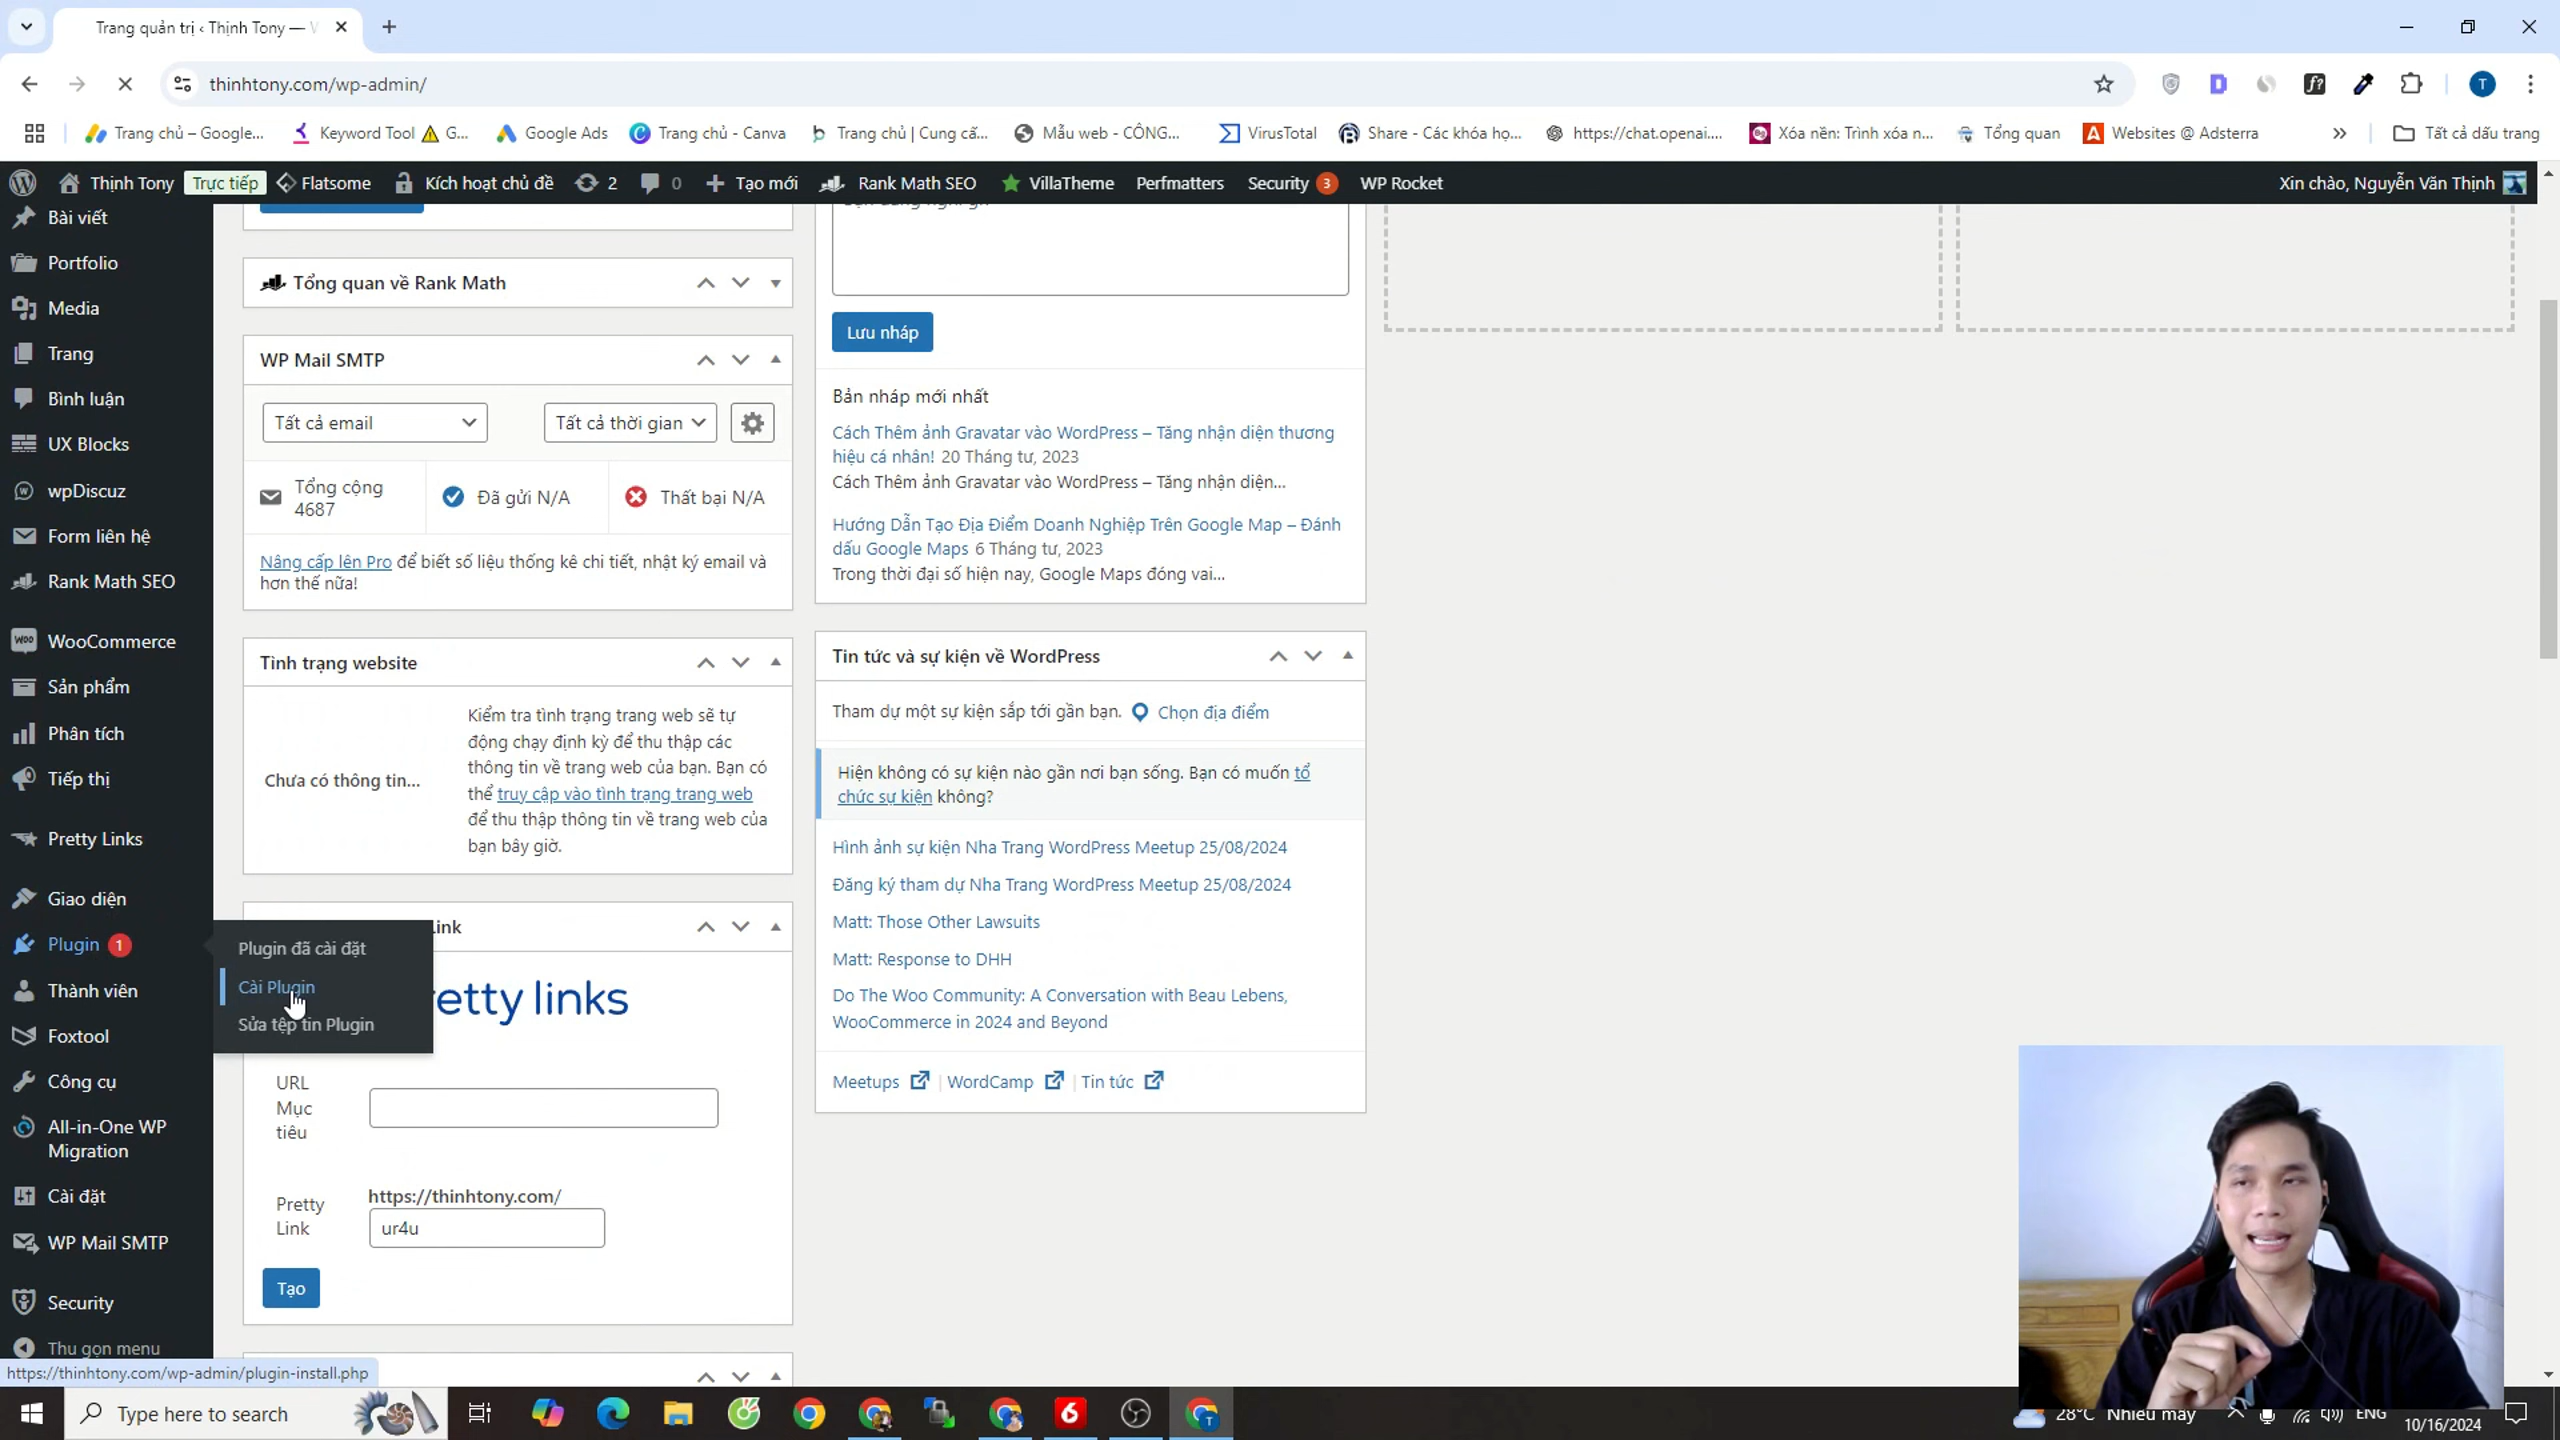 Trang quản trị ‹ Thịnh Tony —
thinhtony.com/wp-admin/
Trang chủ – Google...
Keyword Tool
G...
Google Ads
Trang chủ - Canva
Trang chủ | Cung cấ...
Mẫu web - CÔNG...
VirusTotal
Share - Các khóa họ...
https://chat.openai....
Xóa nền: Trình xóa n...
Tổng quan
Websites @ Adsterra
Tất cả dấu trang
Thịnh Tony
Trực tiếp
Flatsome
Kích hoạt chủ đề
2
0
Tạo mới
Rank Math SEO
VillaTheme
Perfmatters
Security 3
WP Rocket
Xin chào, Nguyễn Văn Thịnh
Bài viết
Portfolio
Media
Trang
Bình luận
UX Blocks
wpDiscuz
Form liên hệ
Rank Math SEO
WooCommerce
Sản phẩm
Phân tích
Tiếp thị
Pretty Links
Giao diện
Plugin 1
Thành viên
Foxtool
Công cụ
All-in-One WP
Migration
Cài đặt
WP Mail SMTP
Security
Thu gọn menu
Plugin đã cài đặt
Cài Plugin
Sửa tệp tin Plugin
Tổng quan về Rank Math
WP Mail SMTP
Tất cả email
Tất cả thời gian
Tổng cộng
4687
Đã gửi N/A
Thất bại N/A
Nâng cấp lên Pro để biết số liệu thống kê chi tiết, nhật ký email và
hơn thế nữa!
Tình trạng website
Chưa có thông tin...
Kiểm tra tình trạng trang web sẽ tự
động chạy định kỳ để thu thập các
thông tin về trang web của bạn. Bạn có
thể truy cập vào tình trạng trang web
để thu thập thông tin về trang web của
bạn bây giờ.
ink
etty links
URL
Mục
tiêu
Pretty
Link
https://thinhtony.com/
ur4u
Tạo
Lưu nháp
Bản nháp mới nhất
Cách Thêm ảnh Gravatar vào WordPress – Tăng nhận diện thương
hiệu cá nhân! 20 Tháng tư, 2023
Cách Thêm ảnh Gravatar vào WordPress – Tăng nhận diện...
Hướng Dẫn Tạo Địa Điểm Doanh Nghiệp Trên Google Map – Đánh
dấu Google Maps 6 Tháng tư, 2023
Trong thời đại số hiện nay, Google Maps đóng vai...
Tin tức và sự kiện về WordPress
Tham dự một sự kiện sắp tới gần bạn.
Chọn địa điểm
Hiện không có sự kiện nào gần nơi bạn sống. Bạn có muốn tổ
chức sự kiện không?
Hình ảnh sự kiện Nha Trang WordPress Meetup 25/08/2024
Đăng ký tham dự Nha Trang WordPress Meetup 25/08/2024
Matt: Those Other Lawsuits
Matt: Response to DHH
Do The Woo Community: A Conversation with Beau Lebens,
WooCommerce in 2024 and Beyond
Meetups | WordCamp | Tin tức
https://thinhtony.com/wp-admin/plugin-install.php
Type here to search
28°C Nhiều mây
ENG
10/16/2024